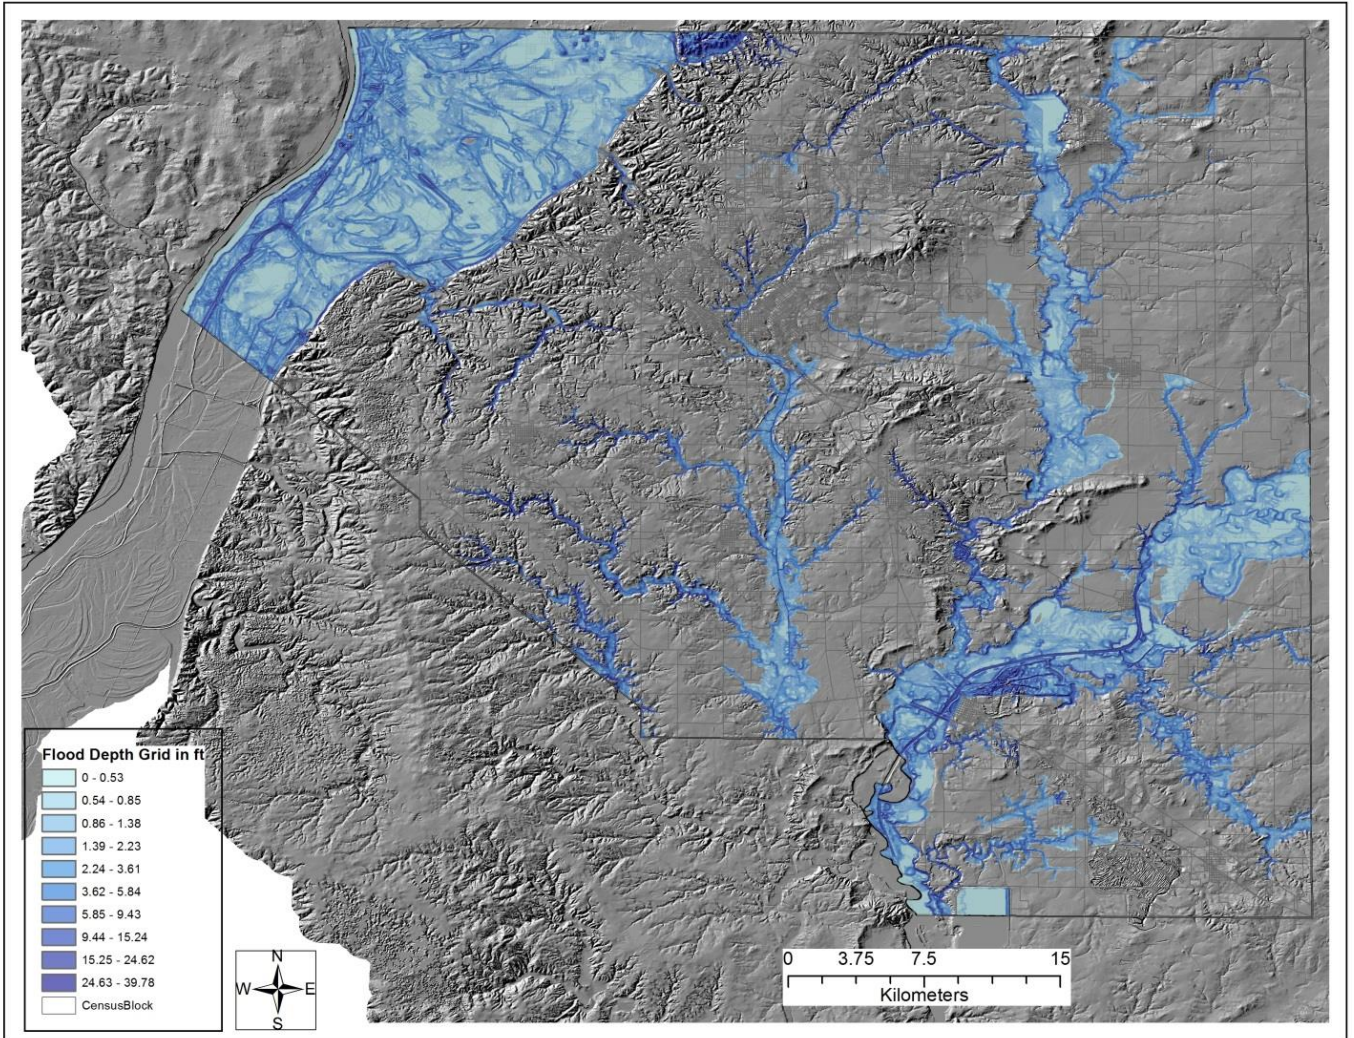 Flood Depth Grid in ft
0 - 0.53
0.54 - 0.85
0.86 - 1.38
1.39 - 2.23
2.24 - 3.61
3.62 - 5.84
5.85 - 9.43
9.44 - 15.24
15.25 - 24.62
24.63 - 39.78
CensusBlock
N
W E
S
0 3.75 7.5 15
Kilometers